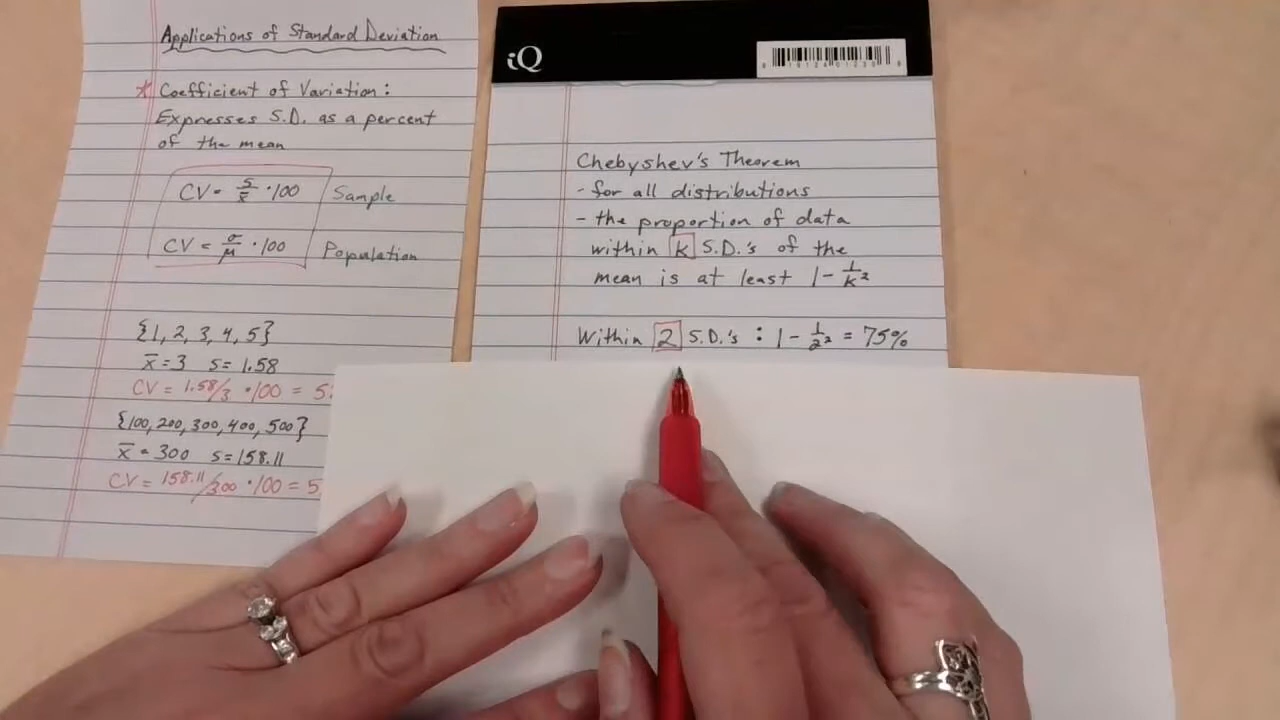 Applications of Standard Deviation
* Coefficient of Variation:
Expresses S.D. as a percent
of the mean
CV = s/x̄ · 100 Sample
CV = σ/μ · 100 Population
{1, 2, 3, 4, 5}
x̄ = 3 s = 1.58
CV = 1.58/3 · 100 = 5
{100, 200, 300, 400, 500}
x̄ = 300 s = 158.11
CV = 158.11/300 · 100 = 5
iQ
Chebyshev's Theorem
- for all distributions
- the proportion of data
within k S.D.'s of the
mean is at least 1 - 1/k²
Within 2 S.D.'s : 1 - 1/2² = 75%